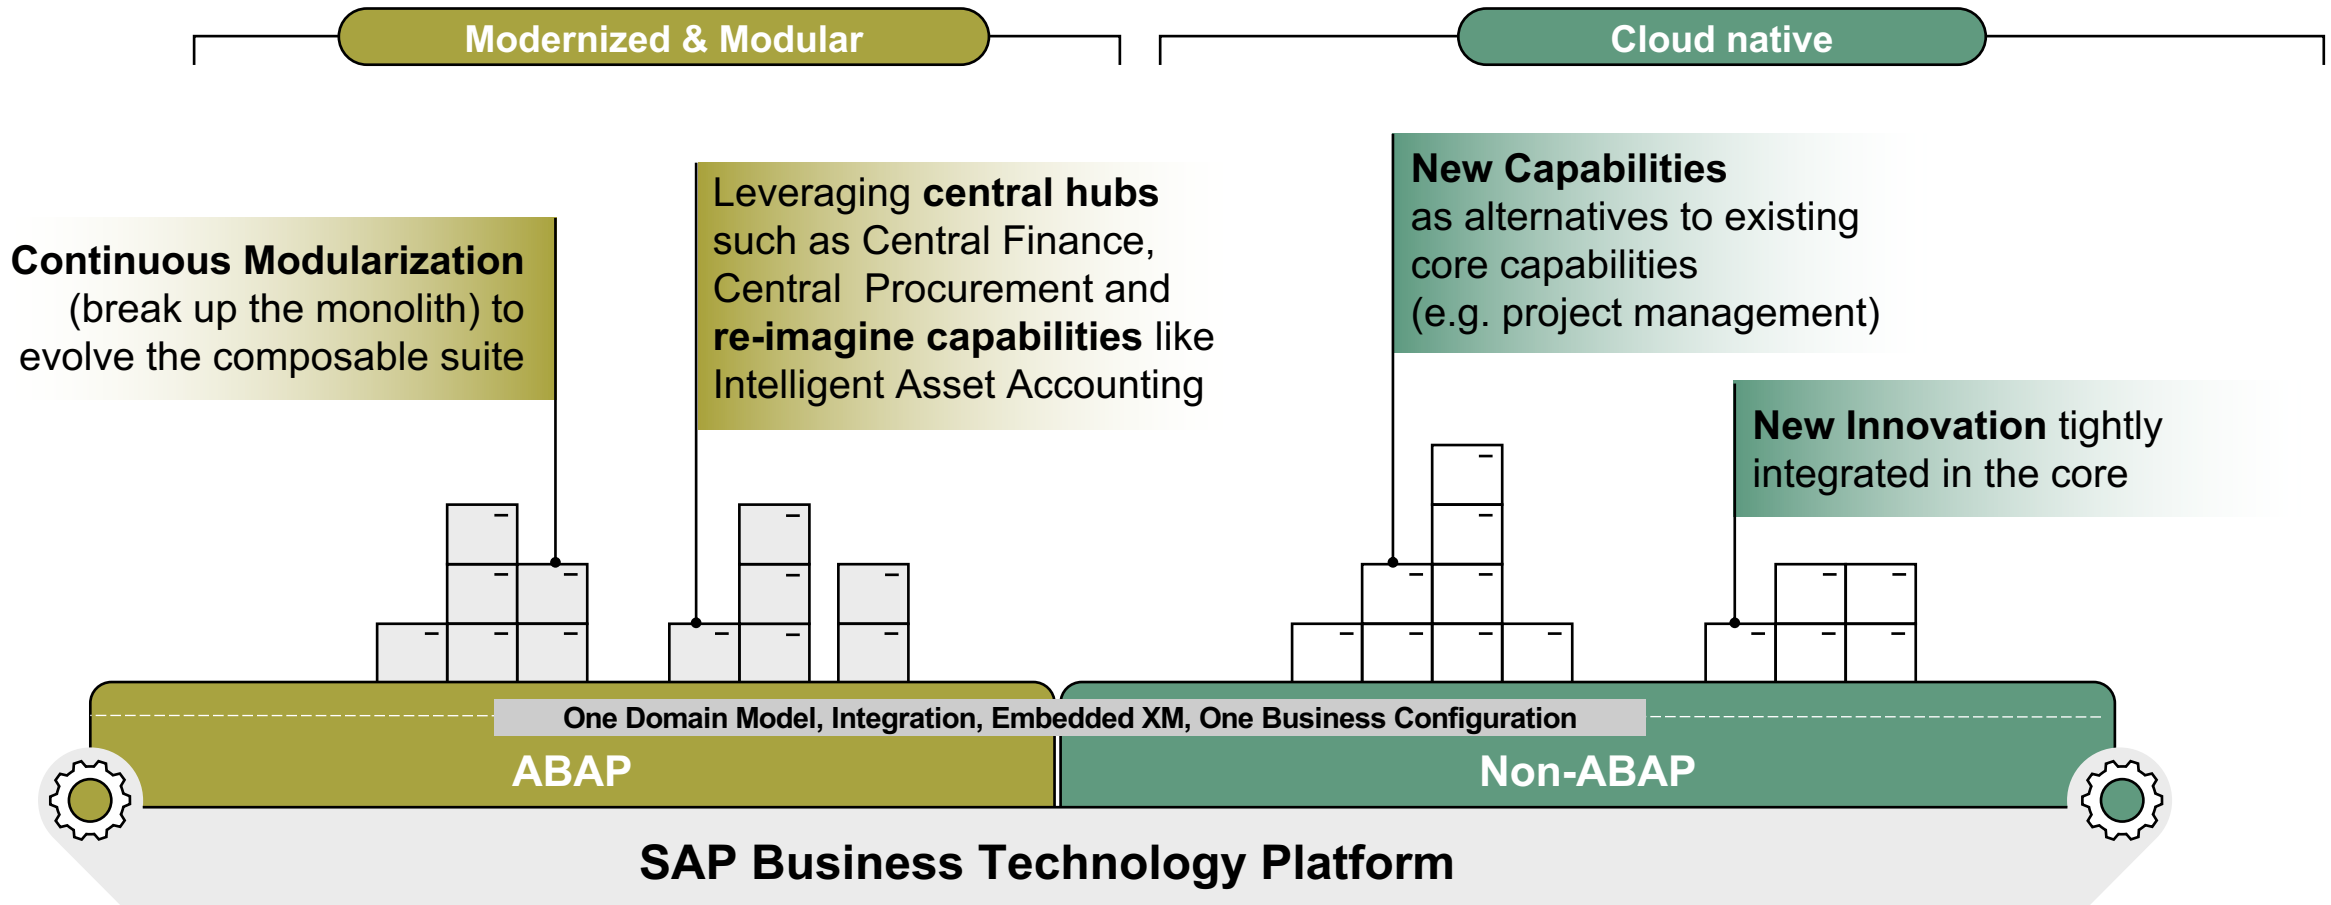 Modernized & Modular
Cloud native
Continuous Modularization
(break up the monolith) to
evolve the composable suite
Leveraging central hubs
such as Central Finance,
Central Procurement and
re-imagine capabilities like
Intelligent Asset Accounting
New Capabilities
as alternatives to existing
core capabilities
(e.g. project management)
New Innovation tightly
integrated in the core
One Domain Model, Integration, Embedded XM, One Business Configuration
ABAP
Non-ABAP
SAP Business Technology Platform